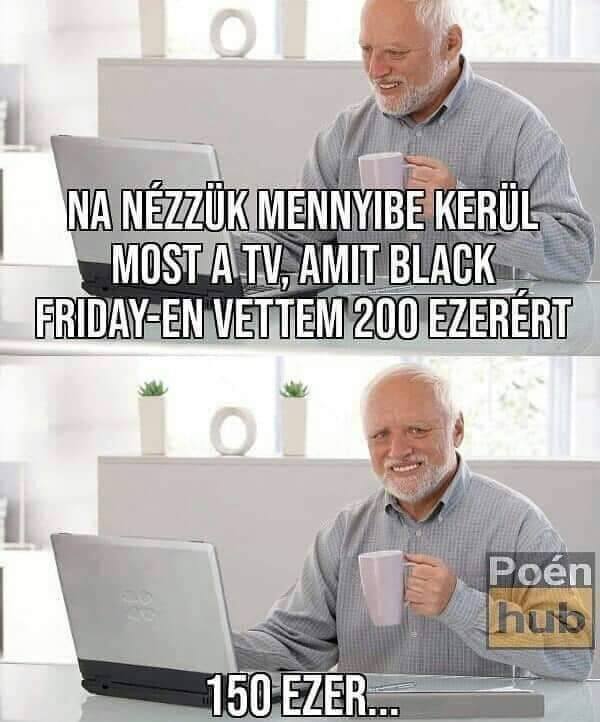 NA NÉZZÜK MENNYIBE KERÜL
MOST A TV, AMIT BLACK
FRIDAY-EN VETTEM 200 EZERÉRT
Poén
hub
150 EZER...